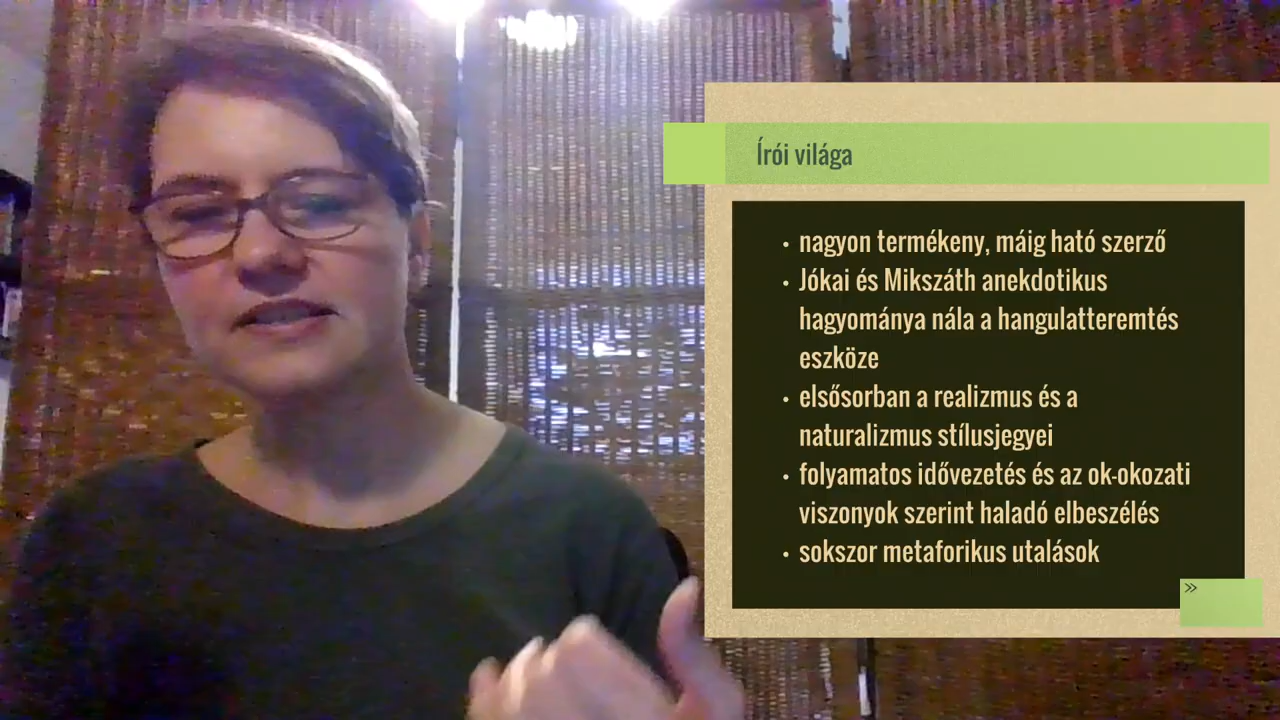 Írói világa
• nagyon termékeny, máig ható szerző
• Jókai és Mikszáth anekdotikus
hagyománya nála a hangulatteremtés
eszköze
• elsősorban a realizmus és a
naturalizmus stílusjegyei
• folyamatos idővezetés és az ok-okozati
viszonyok szerint haladó elbeszélés
• sokszor metaforikus utalások
»